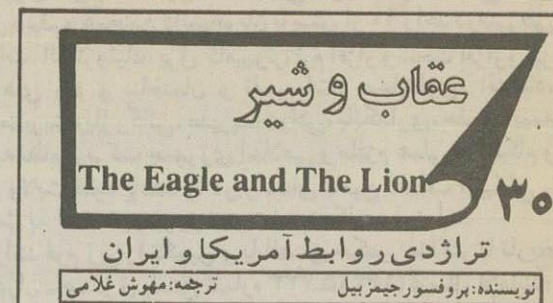 عقاب و شیر
The Eagle and The Lion
۳۰
تراژدی روابط آمریکا و ایران
نویسنده: پروفسور جیمز بیل ترجمه: مهوش غلامی